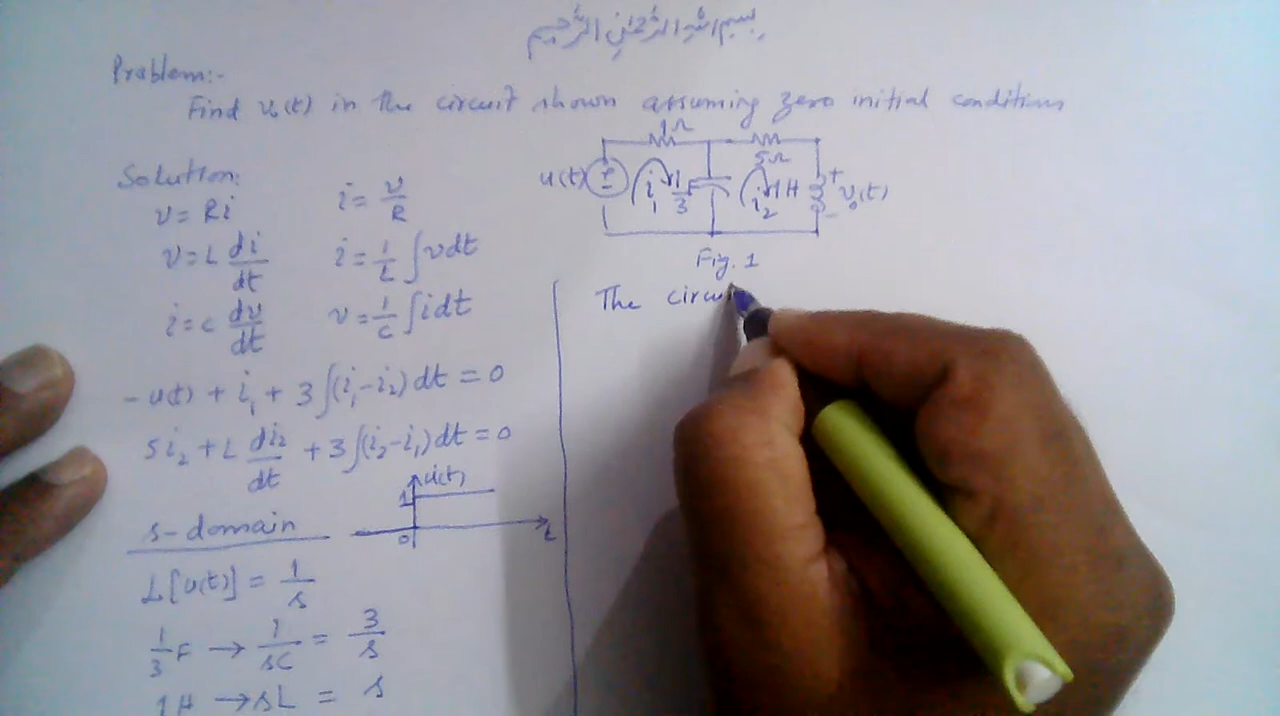 بسم الله الرحمن الرحيم
Problem:-
Find v₀(t) in the circuit shown assuming zero initial conditions
Solution:
v = Ri
i = v/R
v = L di/dt
i = 1/L ∫vdt
i = c dv/dt
v = 1/c ∫idt
-u(t) + i₁ + 3∫(i₁-i₂)dt = 0
5i₂ + L di₂/dt + 3∫(i₂-i₁)dt = 0
s-domain
u(t)
1
0
t
L[u(t)] = 1/s
1/3 F → 1/sC = 3/s
1H → sL = s
1Ω
5Ω
u(t)
+
-
i₁
1/3
i₂
1H
+
v₀(t)
-
Fig. 1
The circui